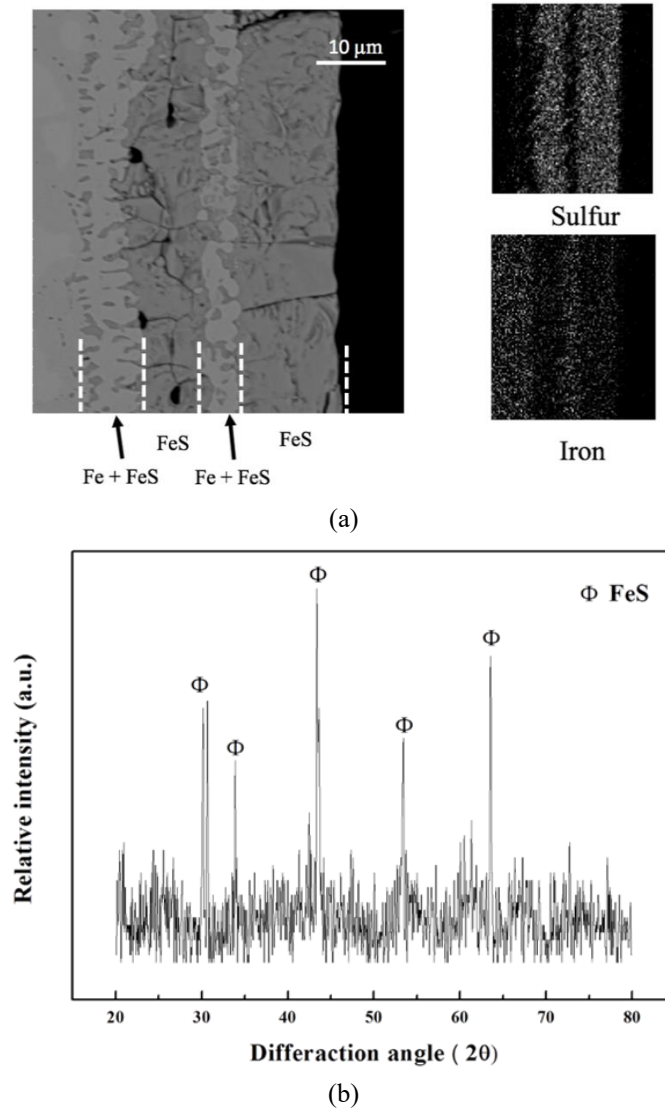 10 μm
Sulfur
Iron
FeS FeS
Fe + FeS Fe + FeS
(a)
Φ FeS
Φ
Φ
Φ
Φ
Φ
Relative intensity (a.u.)
20 30 40 50 60 70 80
Differaction angle ( 2θ)
(b)